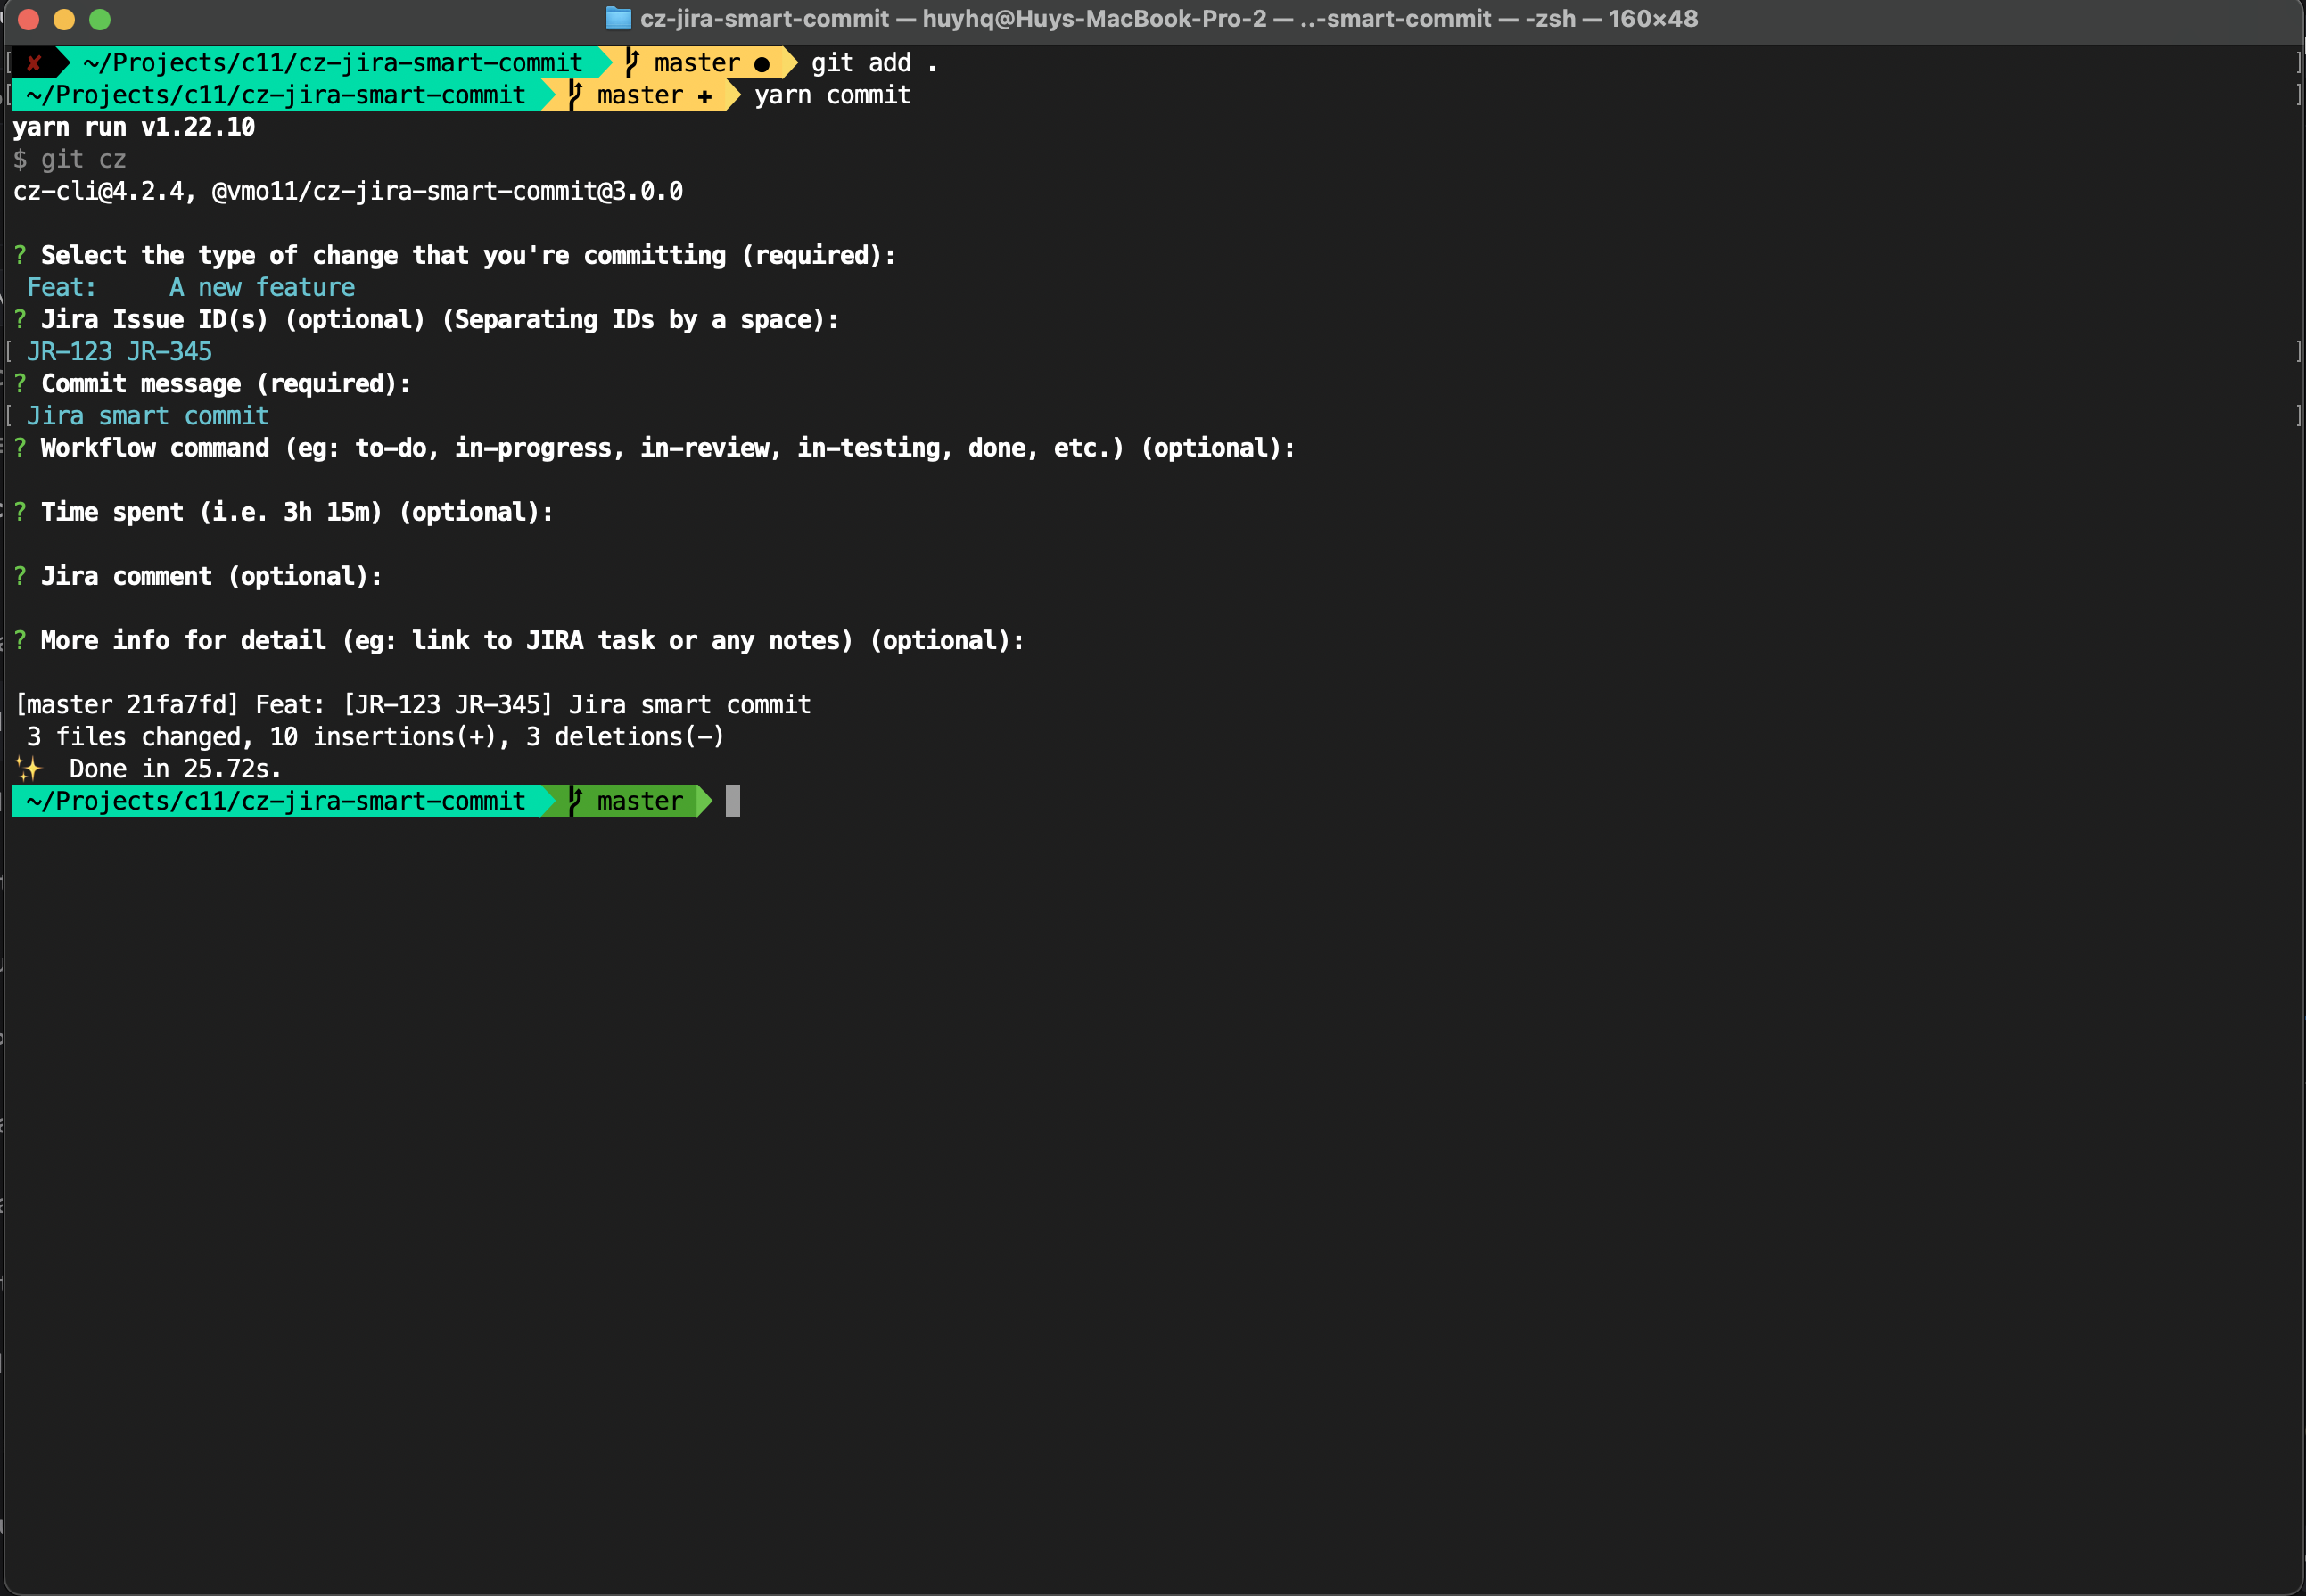 cz-jira-smart-commit — huyhq@Huys-MacBook-Pro-2 — ..-smart-commit — -zsh — 160×48
✘ ~/Projects/c11/cz-jira-smart-commit master ● git add .
~/Projects/c11/cz-jira-smart-commit master ✚ yarn commit
yarn run v1.22.10
$ git cz
cz-cli@4.2.4, @vmo11/cz-jira-smart-commit@3.0.0
? Select the type of change that you're committing (required):
Feat:     A new feature
? Jira Issue ID(s) (optional) (Separating IDs by a space):
JR-123 JR-345
? Commit message (required):
Jira smart commit
? Workflow command (eg: to-do, in-progress, in-review, in-testing, done, etc.) (optional):
? Time spent (i.e. 3h 15m) (optional):
? Jira comment (optional):
? More info for detail (eg: link to JIRA task or any notes) (optional):
[master 21fa7fd] Feat: [JR-123 JR-345] Jira smart commit
3 files changed, 10 insertions(+), 3 deletions(-)
✨ Done in 25.72s.
~/Projects/c11/cz-jira-smart-commit master